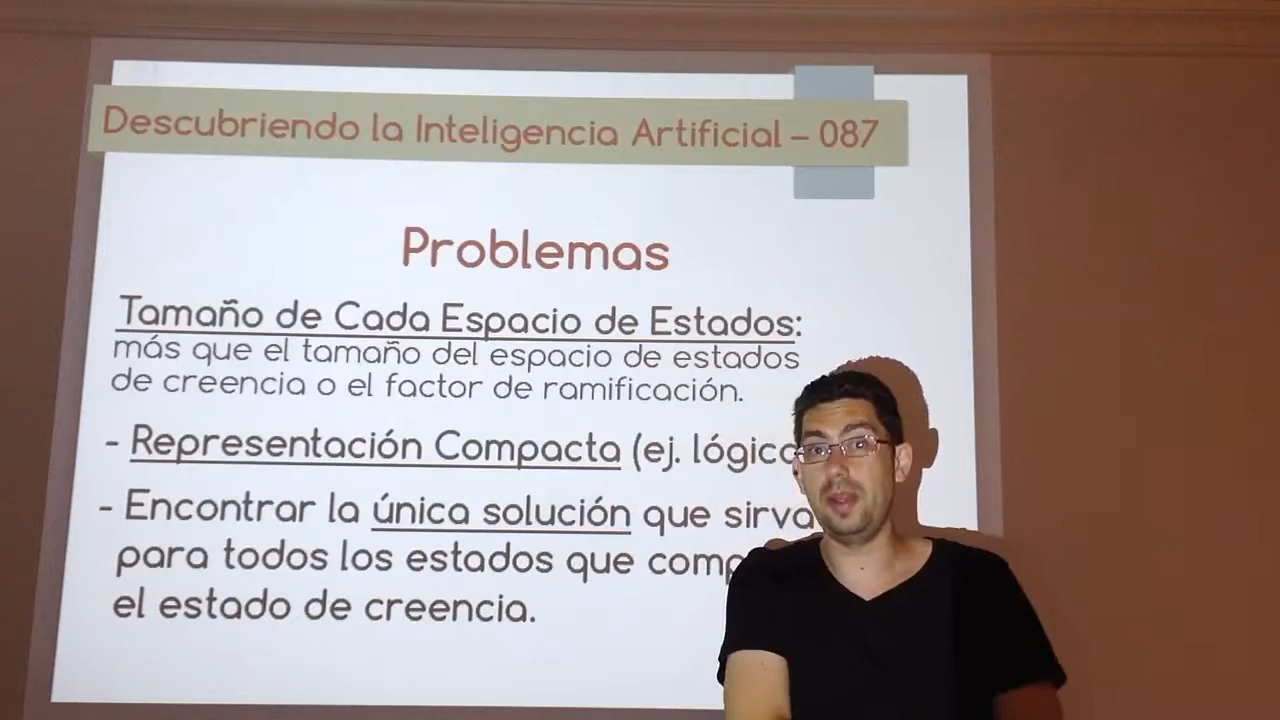 Descubriendo la Inteligencia Artificial – 087
Problemas
Tamaño de Cada Espacio de Estados:
más que el tamaño del espacio de estados
de creencia o el factor de ramificación.
- Representación Compacta (ej. lógica
- Encontrar la única solución que sirva
para todos los estados que
el estado de creencia.